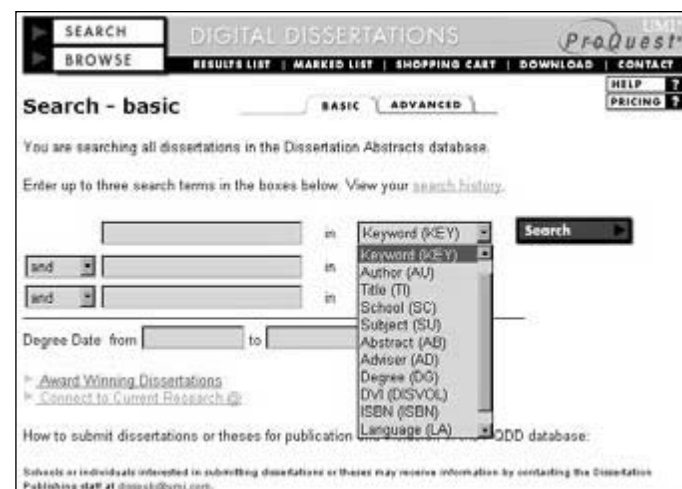 SEARCH DIGITAL DISSERTATIONS UMI
ProQuest
BROWSE RESULTS LIST | MARKED LIST | SHOPPING CART | DOWNLOAD | CONTACT
HELP ?
PRICING ?
Search - basic BASIC ADVANCED
You are searching all dissertations in the Dissertation Abstracts database.
Enter up to three search terms in the boxes below. View your search history.
in Keyword (KEY) Search
Keyword (KEY)
and in Author (AU)
Title (TI)
and in School (SC)
Subject (SU)
Degree Date from to Abstract (AB)
Adviser (AD)
Award Winning Dissertations Degree (DG)
Connect to Current Research @ DVI (DISVOL)
ISBN (ISBN)
Language (LA)
How to submit dissertations or theses for publication ODD database:
Schools or individuals interested in submitting dissertations or theses may receive information by contacting the Dissertation
Publishing staff at